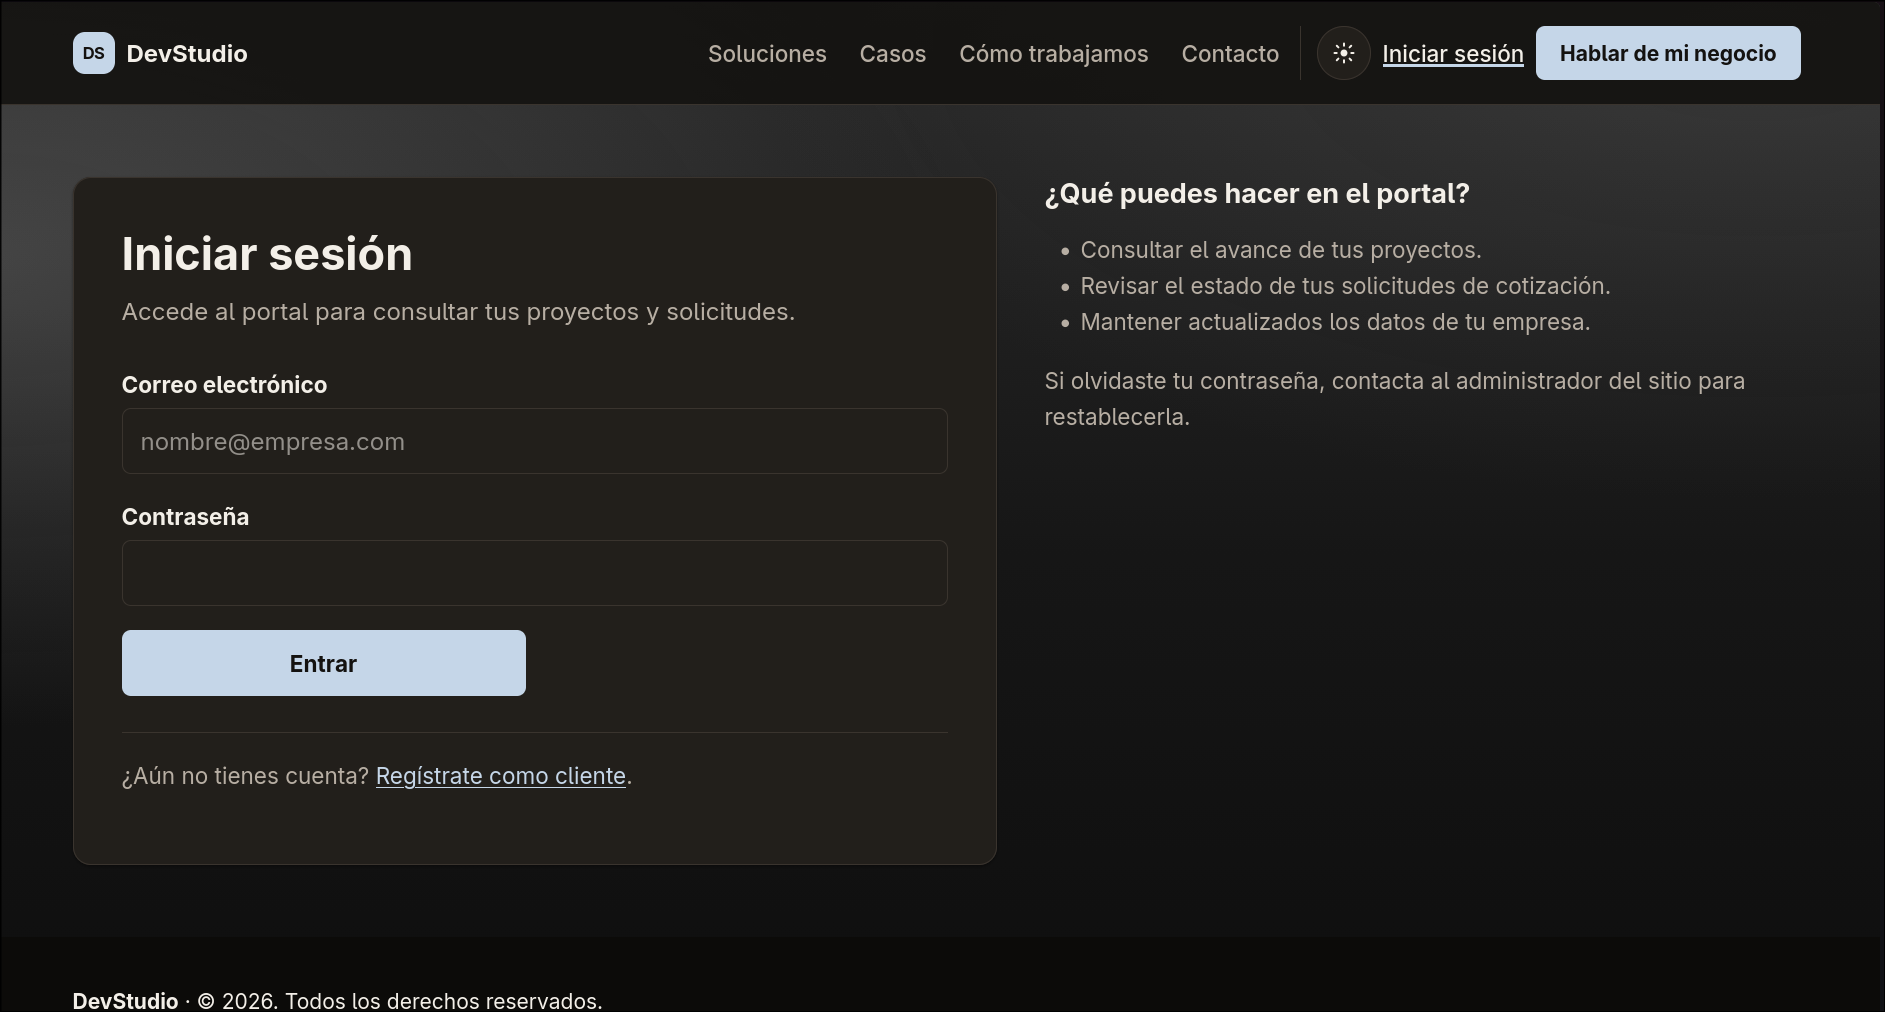 DS DevStudio Soluciones Casos Cómo trabajamos Contacto Iniciar sesión Hablar de mi negocio
Iniciar sesión
Accede al portal para consultar tus proyectos y solicitudes.
Correo electrónico
nombre@empresa.com
Contraseña
Entrar
¿Aún no tienes cuenta? Regístrate como cliente.
¿Qué puedes hacer en el portal?
• Consultar el avance de tus proyectos.
• Revisar el estado de tus solicitudes de cotización.
• Mantener actualizados los datos de tu empresa.
Si olvidaste tu contraseña, contacta al administrador del sitio para
restablecerla.
DevStudio · © 2026. Todos los derechos reservados.